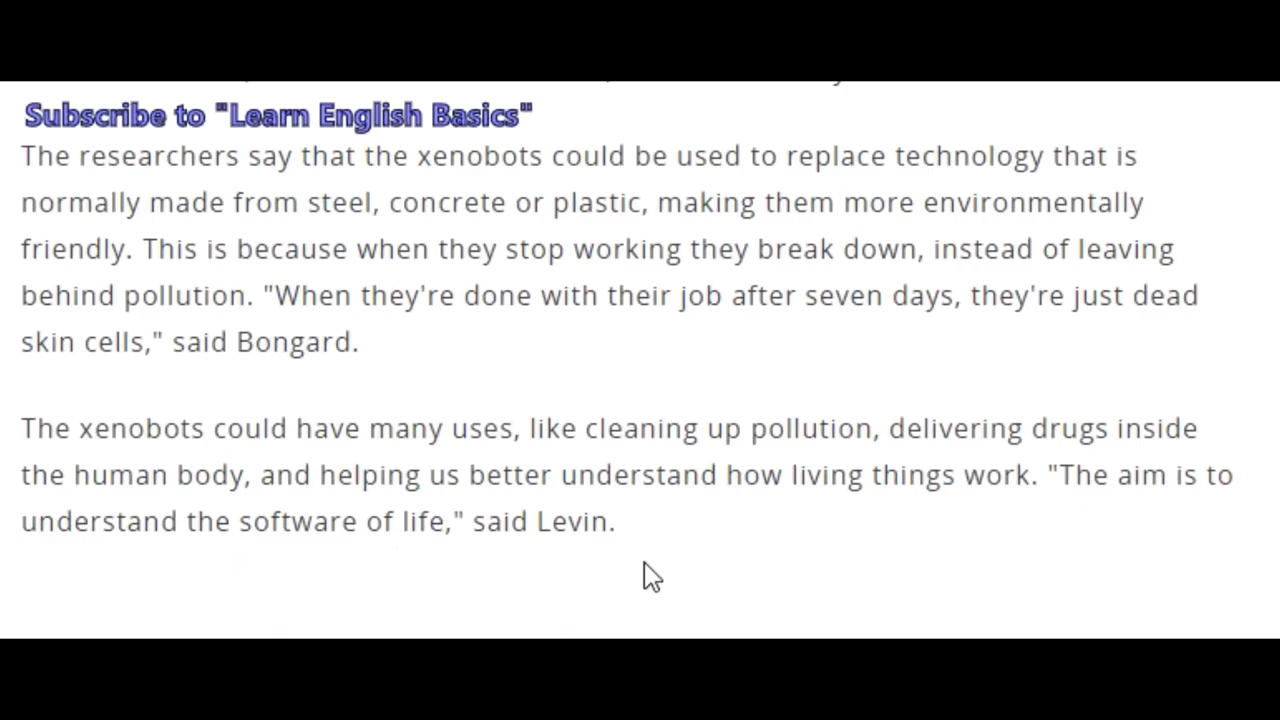 Subscribe to "Learn English Basics"
The researchers say that the xenobots could be used to replace technology that is
normally made from steel, concrete or plastic, making them more environmentally
friendly. This is because when they stop working they break down, instead of leaving
behind pollution. "When they're done with their job after seven days, they're just dead
skin cells," said Bongard.
The xenobots could have many uses, like cleaning up pollution, delivering drugs inside
the human body, and helping us better understand how living things work. "The aim is to
understand the software of life," said Levin.